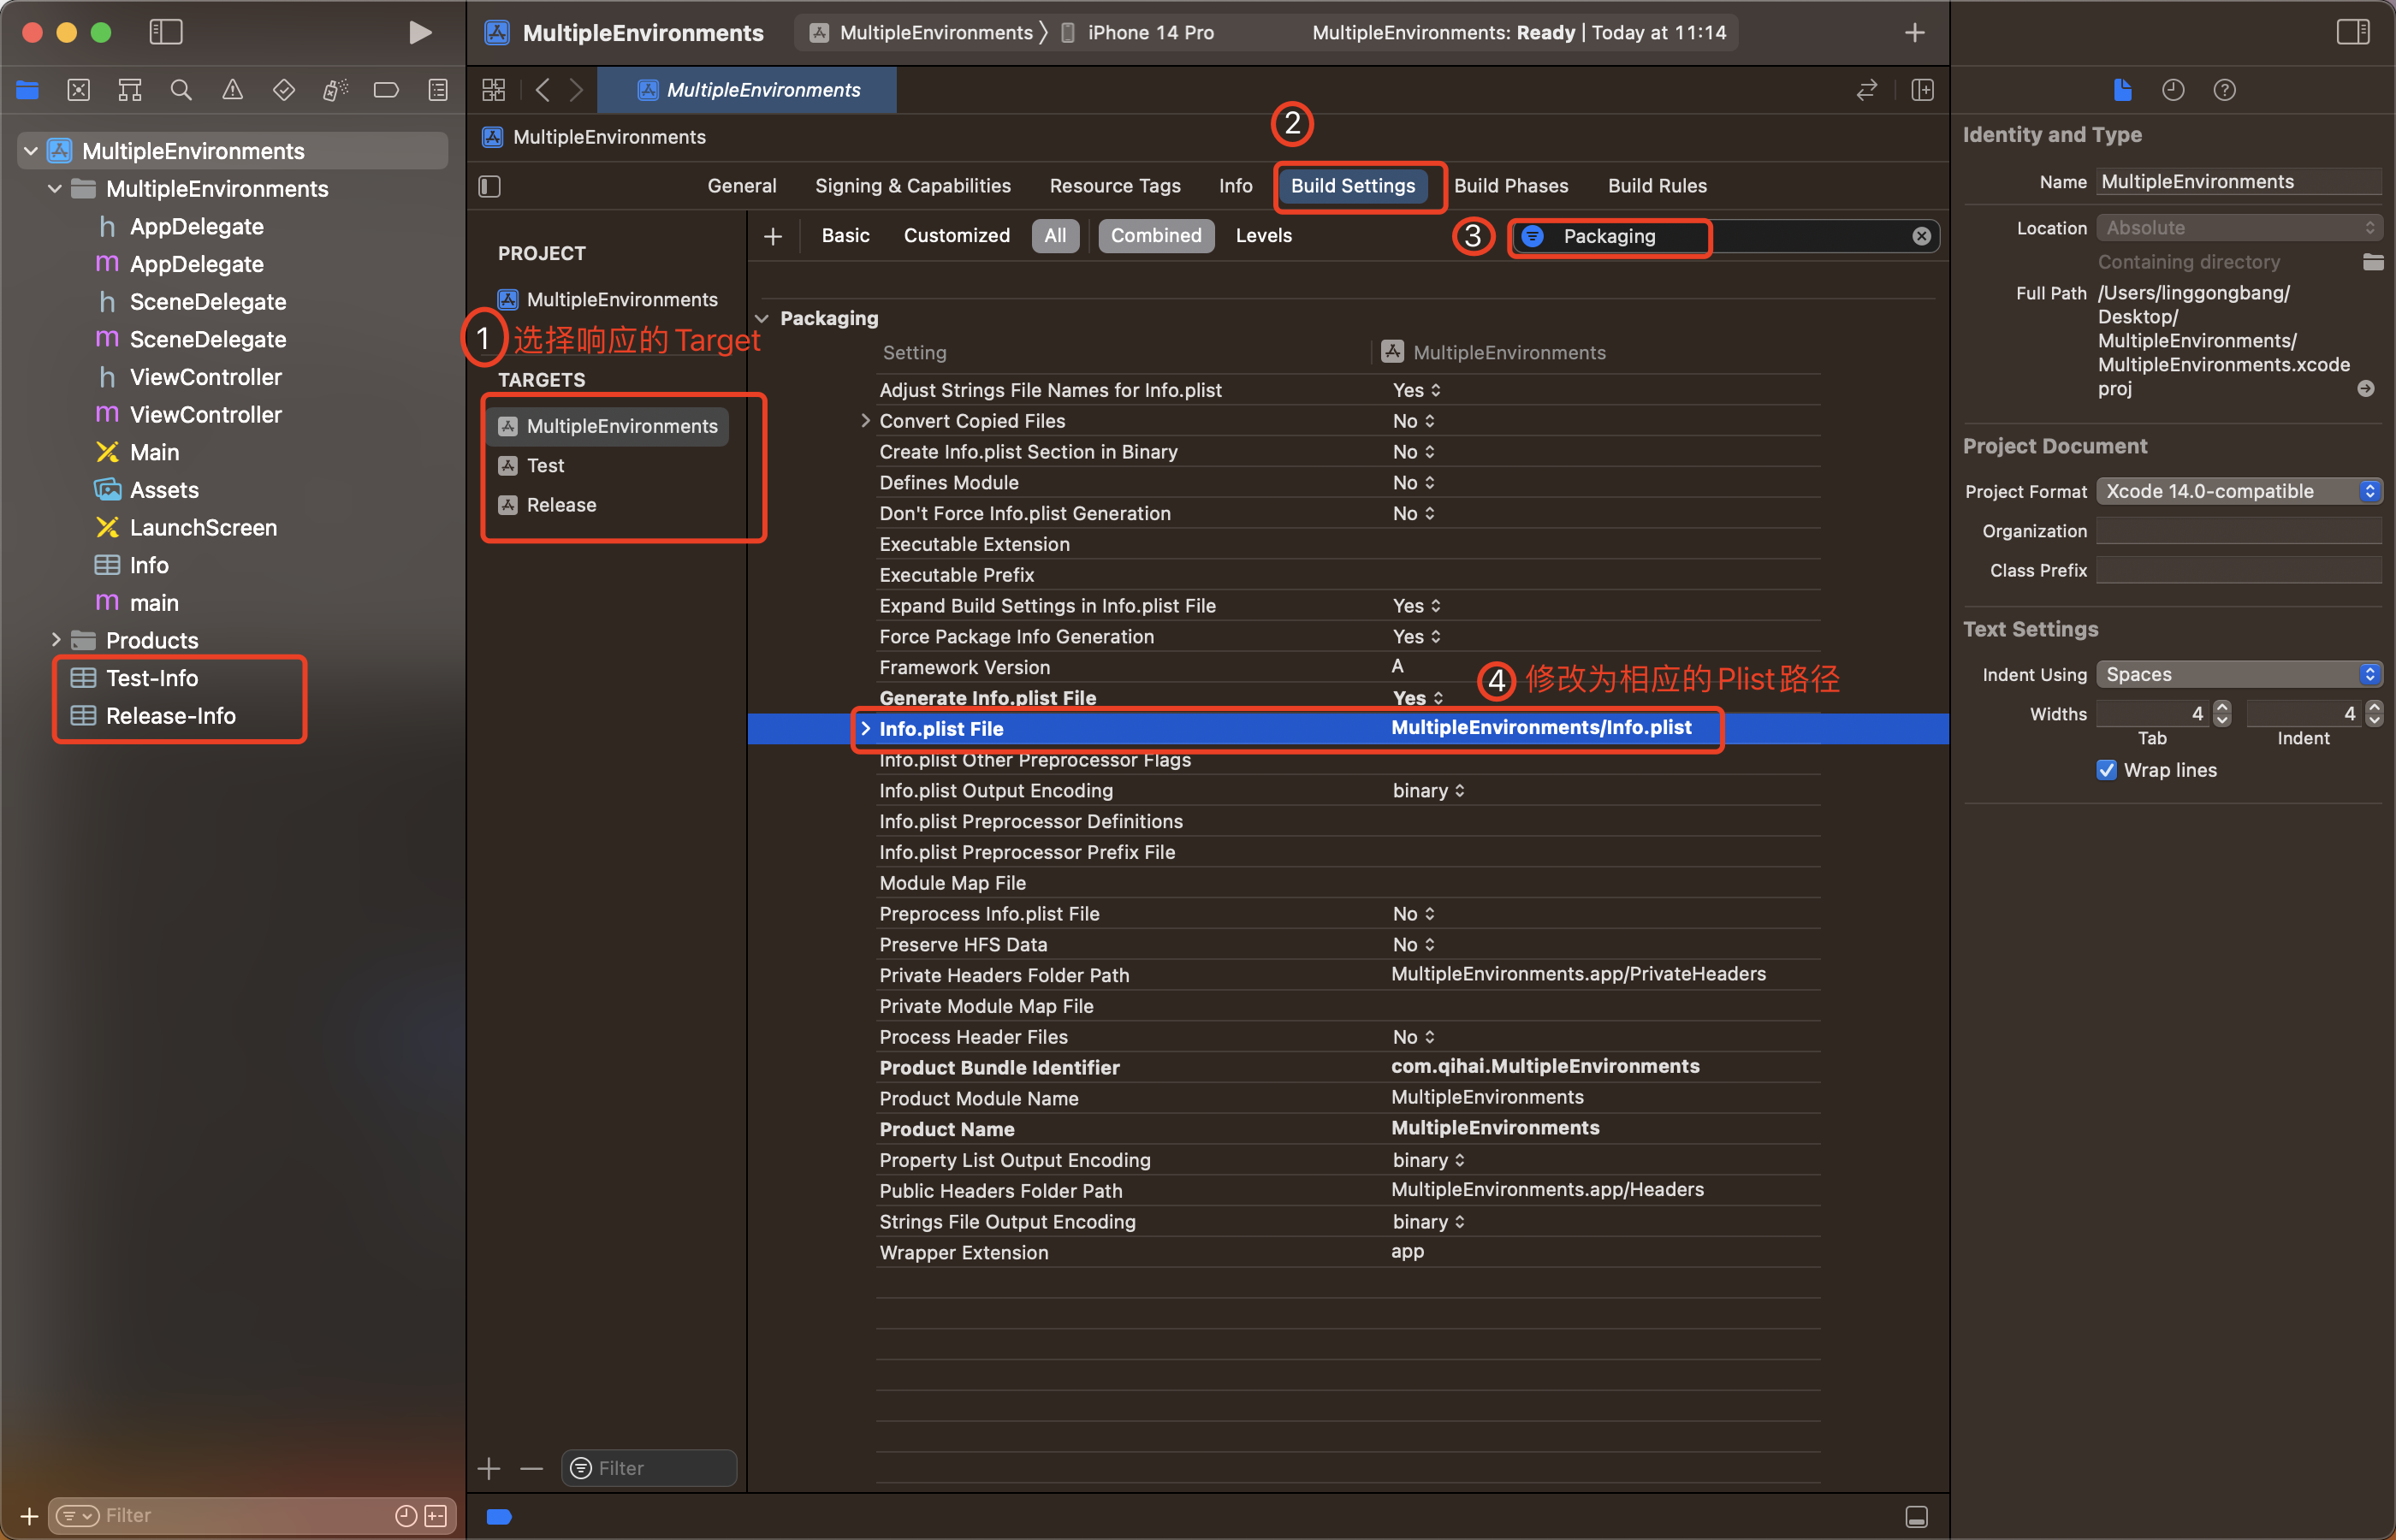 MultipleEnvironments
MultipleEnvironments 〉 iPhone 14 Pro
MultipleEnvironments: Ready | Today at 11:14
MultipleEnvironments
MultipleEnvironments
AppDelegate
AppDelegate
SceneDelegate
SceneDelegate
ViewController
ViewController
Main
Assets
LaunchScreen
Info
main
Products
Test-Info
Release-Info
Filter
MultipleEnvironments
MultipleEnvironments
②
General Signing & Capabilities Resource Tags Info Build Settings Build Phases Build Rules
PROJECT
MultipleEnvironments
① 选择响应的 Target
TARGETS
MultipleEnvironments
Test
Release
Filter
Basic Customized All Combined Levels ③ Packaging
Packaging
Setting MultipleEnvironments
Adjust Strings File Names for Info.plist Yes
Convert Copied Files No
Create Info.plist Section in Binary No
Defines Module No
Don't Force Info.plist Generation No
Executable Extension
Executable Prefix
Expand Build Settings in Info.plist File Yes
Force Package Info Generation Yes
Framework Version A
Generate Info.plist File Yes
④ 修改为相应的 Plist 路径
Info.plist File MultipleEnvironments/Info.plist
Info.plist Other Preprocessor Flags
Info.plist Output Encoding binary
Info.plist Preprocessor Definitions
Info.plist Preprocessor Prefix File
Module Map File
Preprocess Info.plist File No
Preserve HFS Data No
Private Headers Folder Path MultipleEnvironments.app/PrivateHeaders
Private Module Map File
Process Header Files No
Product Bundle Identifier com.qihai.MultipleEnvironments
Product Module Name MultipleEnvironments
Product Name MultipleEnvironments
Property List Output Encoding binary
Public Headers Folder Path MultipleEnvironments.app/Headers
Strings File Output Encoding binary
Wrapper Extension app
Identity and Type
Name MultipleEnvironments
Location Absolute
Containing directory
Full Path /Users/linggongbang/
Desktop/
MultipleEnvironments/
MultipleEnvironments.xcode
proj
Project Document
Project Format Xcode 14.0-compatible
Organization
Class Prefix
Text Settings
Indent Using Spaces
Widths 4 4
Tab Indent
Wrap lines